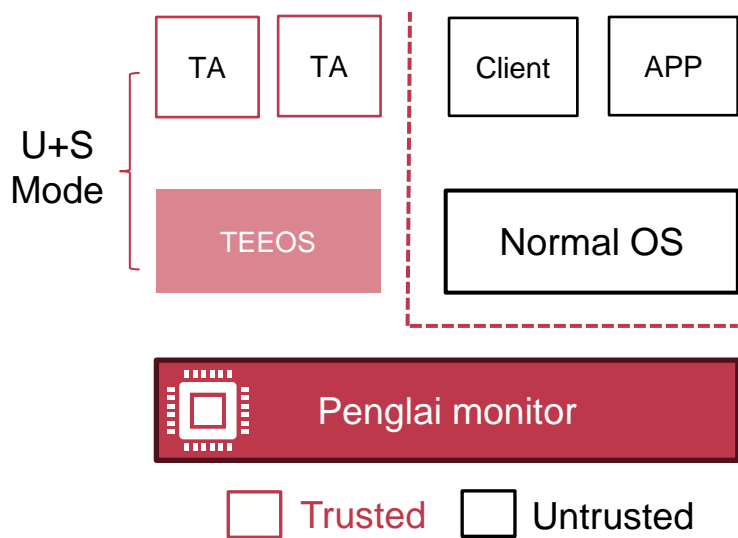 TA
TA
Client
APP
U+S
Mode
TEEOS
Normal OS
Penglai monitor
Trusted
Untrusted